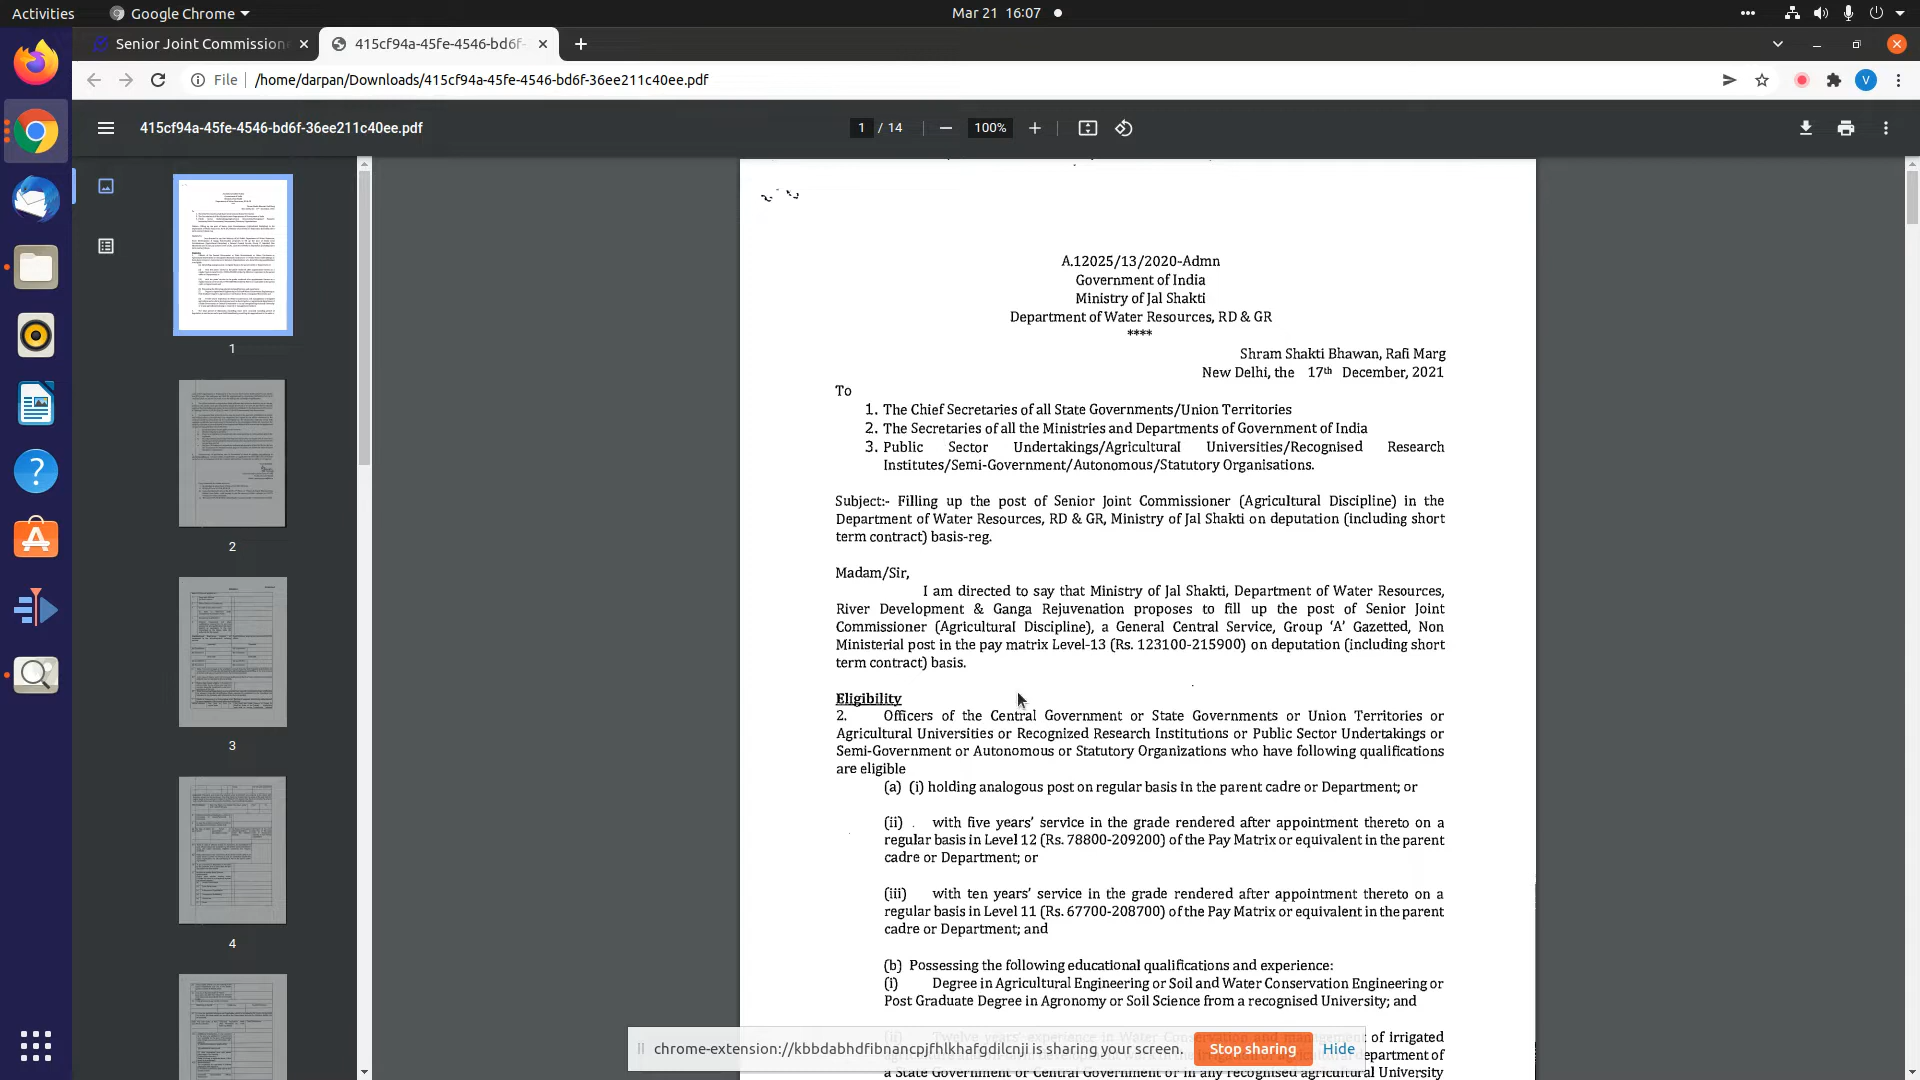 Activities
Google Chrome
Mar 21 16:07
Senior Joint Commissione
415cf94a-45fe-4546-bd6f-
File
/home/darpan/Downloads/415cf94a-45fe-4546-bd6f-36ee211c40ee.pdf
V
415cf94a-45fe-4546-bd6f-36ee211c40ee.pdf
1 / 14
100%
1
2
3
4
A.12025/13/2020-Admn
Government of India
Ministry of Jal Shakti
Department of Water Resources, RD & GR
****
Shram Shakti Bhawan, Rafi Marg
New Delhi, the 17th December, 2021
To
1. The Chief Secretaries of all State Governments/Union Territories
2. The Secretaries of all the Ministries and Departments of Government of India
3. Public Sector Undertakings/Agricultural Universities/Recognised Research
Institutes/Semi-Government/Autonomous/Statutory Organisations.
Subject:- Filling up the post of Senior Joint Commissioner (Agricultural Discipline) in the
Department of Water Resources, RD & GR, Ministry of Jal Shakti on deputation (including short
term contract) basis-reg.
Madam/Sir,
I am directed to say that Ministry of Jal Shakti, Department of Water Resources,
River Development & Ganga Rejuvenation proposes to fill up the post of Senior Joint
Commissioner (Agricultural Discipline), a General Central Service, Group 'A' Gazetted, Non
Ministerial post in the pay matrix Level-13 (Rs. 123100-215900) on deputation (including short
term contract) basis.
Eligibility
2. Officers of the Central Government or State Governments or Union Territories or
Agricultural Universities or Recognized Research Institutions or Public Sector Undertakings or
Semi-Government or Autonomous or Statutory Organizations who have following qualifications
are eligible
(a) (i) holding analogous post on regular basis in the parent cadre or Department; or
(ii) with five years' service in the grade rendered after appointment thereto on a
regular basis in Level 12 (Rs. 78800-209200) of the Pay Matrix or equivalent in the parent
cadre or Department; or
(iii) with ten years' service in the grade rendered after appointment thereto on a
regular basis in Level 11 (Rs. 67700-208700) of the Pay Matrix or equivalent in the parent
cadre or Department; and
(b) Possessing the following educational qualifications and experience:
(i) Degree in Agricultural Engineering or Soil and Water Conservation Engineering or
Post Graduate Degree in Agronomy or Soil Science from a recognised University; and
(ii) Twelve years' experience in Water Conservation and management of irrigated
epartment of
a State Government or Central Government or in any recognised agricultural University
chrome-extension://kbbdabhdfibnancpjfhlkhafgdilcnji is sharing your screen.
Stop sharing
Hide